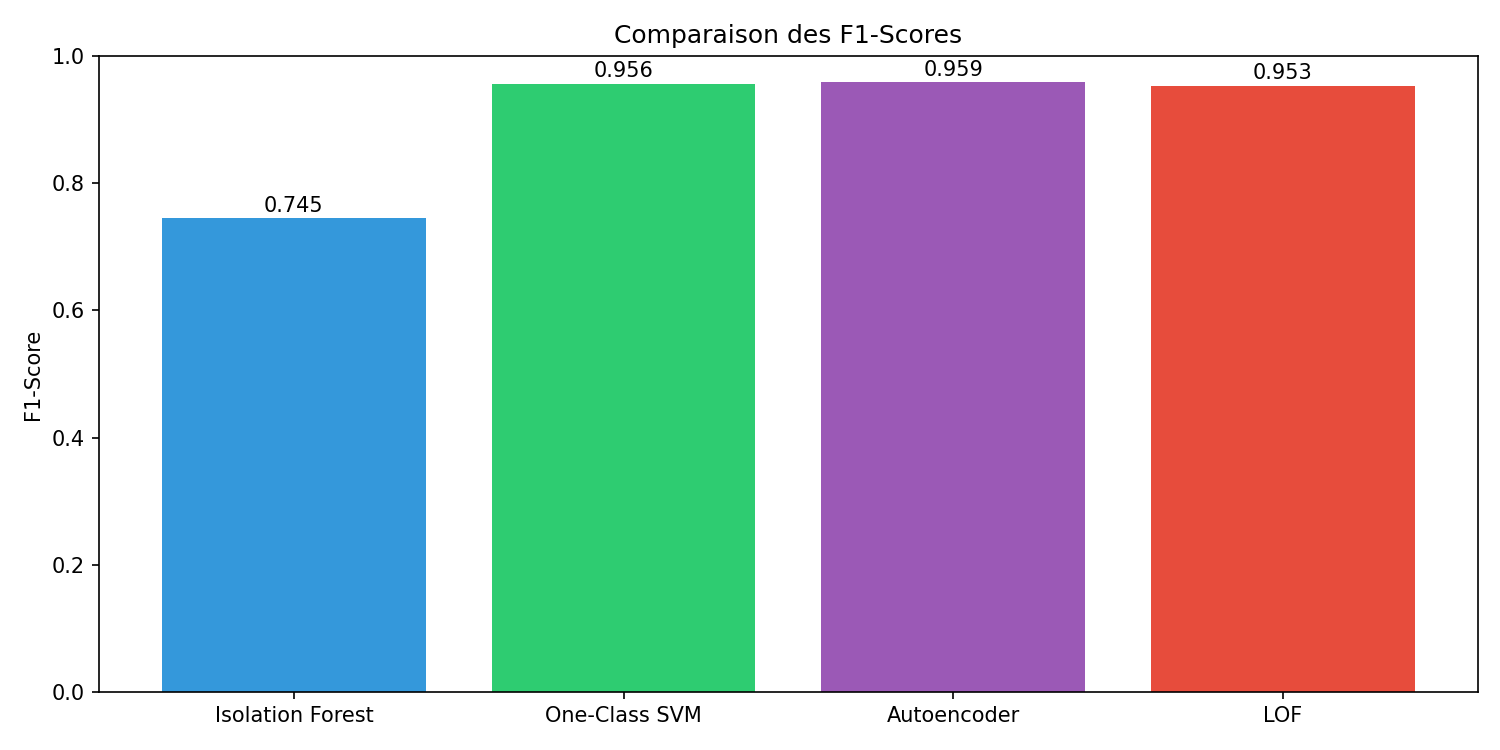 Comparaison des F1-Scores
1.0
0.8
0.6
0.4
0.2
0.0
F1-Score
0.745
0.956
0.959
0.953
Isolation Forest
One-Class SVM
Autoencoder
LOF